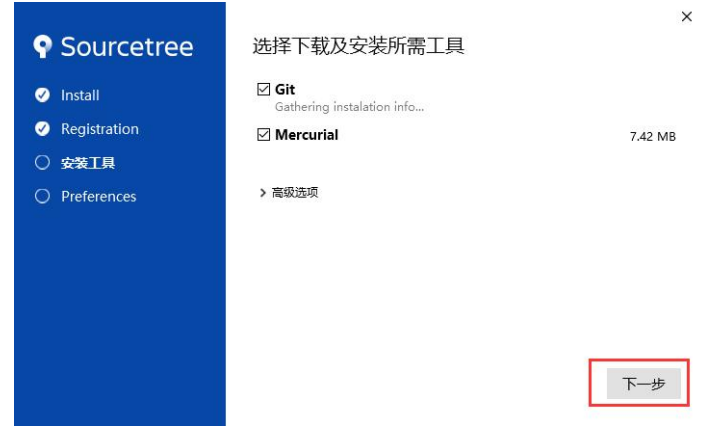 Sourcetree
Install
Registration
安装工具
Preferences
选择下载及安装所需工具
Git
Gathering instalation info...
Mercurial 7.42 MB
高级选项
下一步